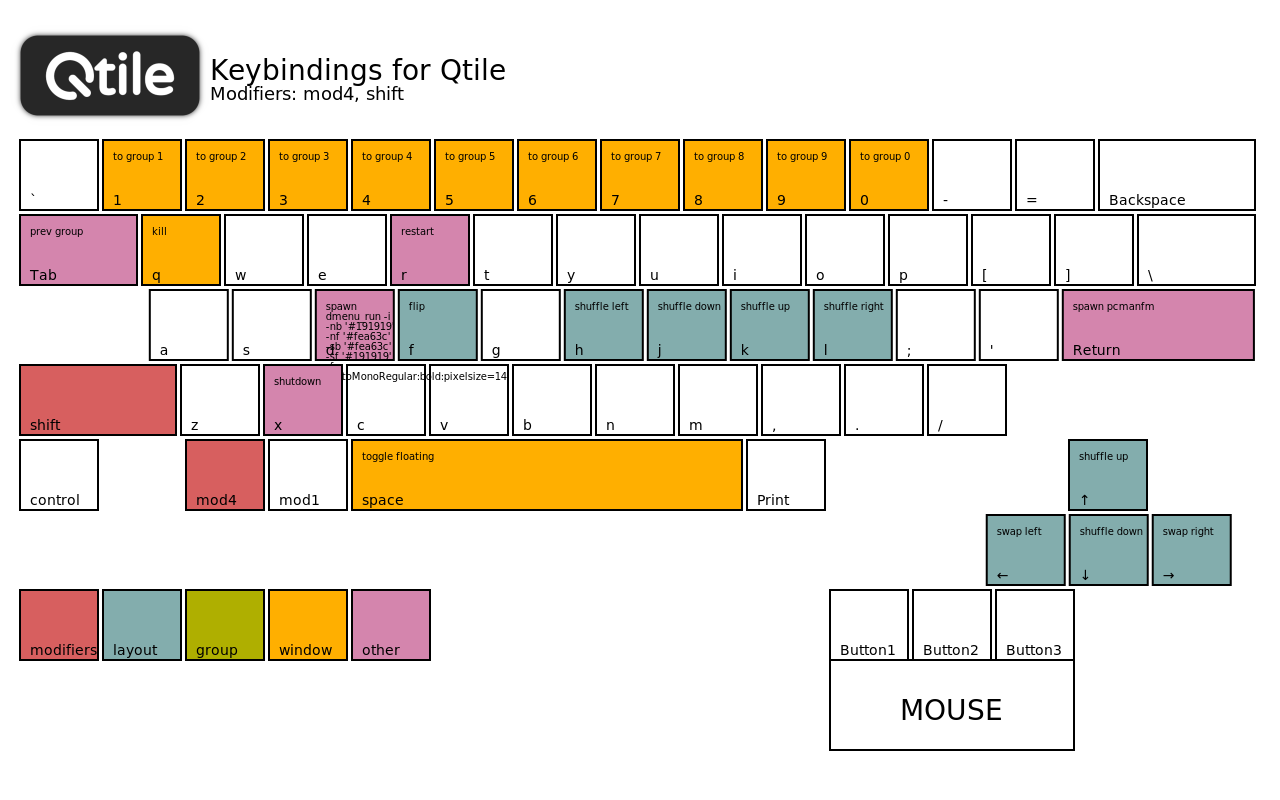 Qtile
Keybindings for Qtile
Modifiers: mod4, shift
to group 1 to group 2 to group 3 to group 4 to group 5 to group 6 to group 7 to group 8 to group 9 to group 0
` 1 2 3 4 5 6 7 8 9 0 - = Backspace
prev group kill restart
Tab q w e r t y u i o p [ ] \
spawn flip shuffle left shuffle down shuffle up shuffle right spawn pcmanfm
dmenu_run -i
-nb '#191919'
-nf '#fea63c'
-sb '#fea63c'
-sf '#191919'
a s d f g h j k l ; ' Return
shutdown
bold:pixelsize=14
shift z x c v b n m , . /
toggle floating shuffle up
control mod4 mod1 space Print ↑
swap left shuffle down swap right
← ↓ →
modifiers layout group window other
Button1 Button2 Button3
MOUSE